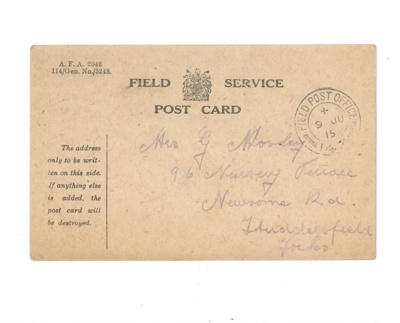 A. F. A. 2042
114/Gen. No./5248.
FIELD SERVICE
POST CARD
FIELD POST OFFICE
9 JU
15
The address
only to be writ-
ten on this side.
If anything else
is added, the
post card will
be destroyed.
Mrs G Mosley
96 Nursery Terrace
Newsome Rd.
Huddersfield
Yorks